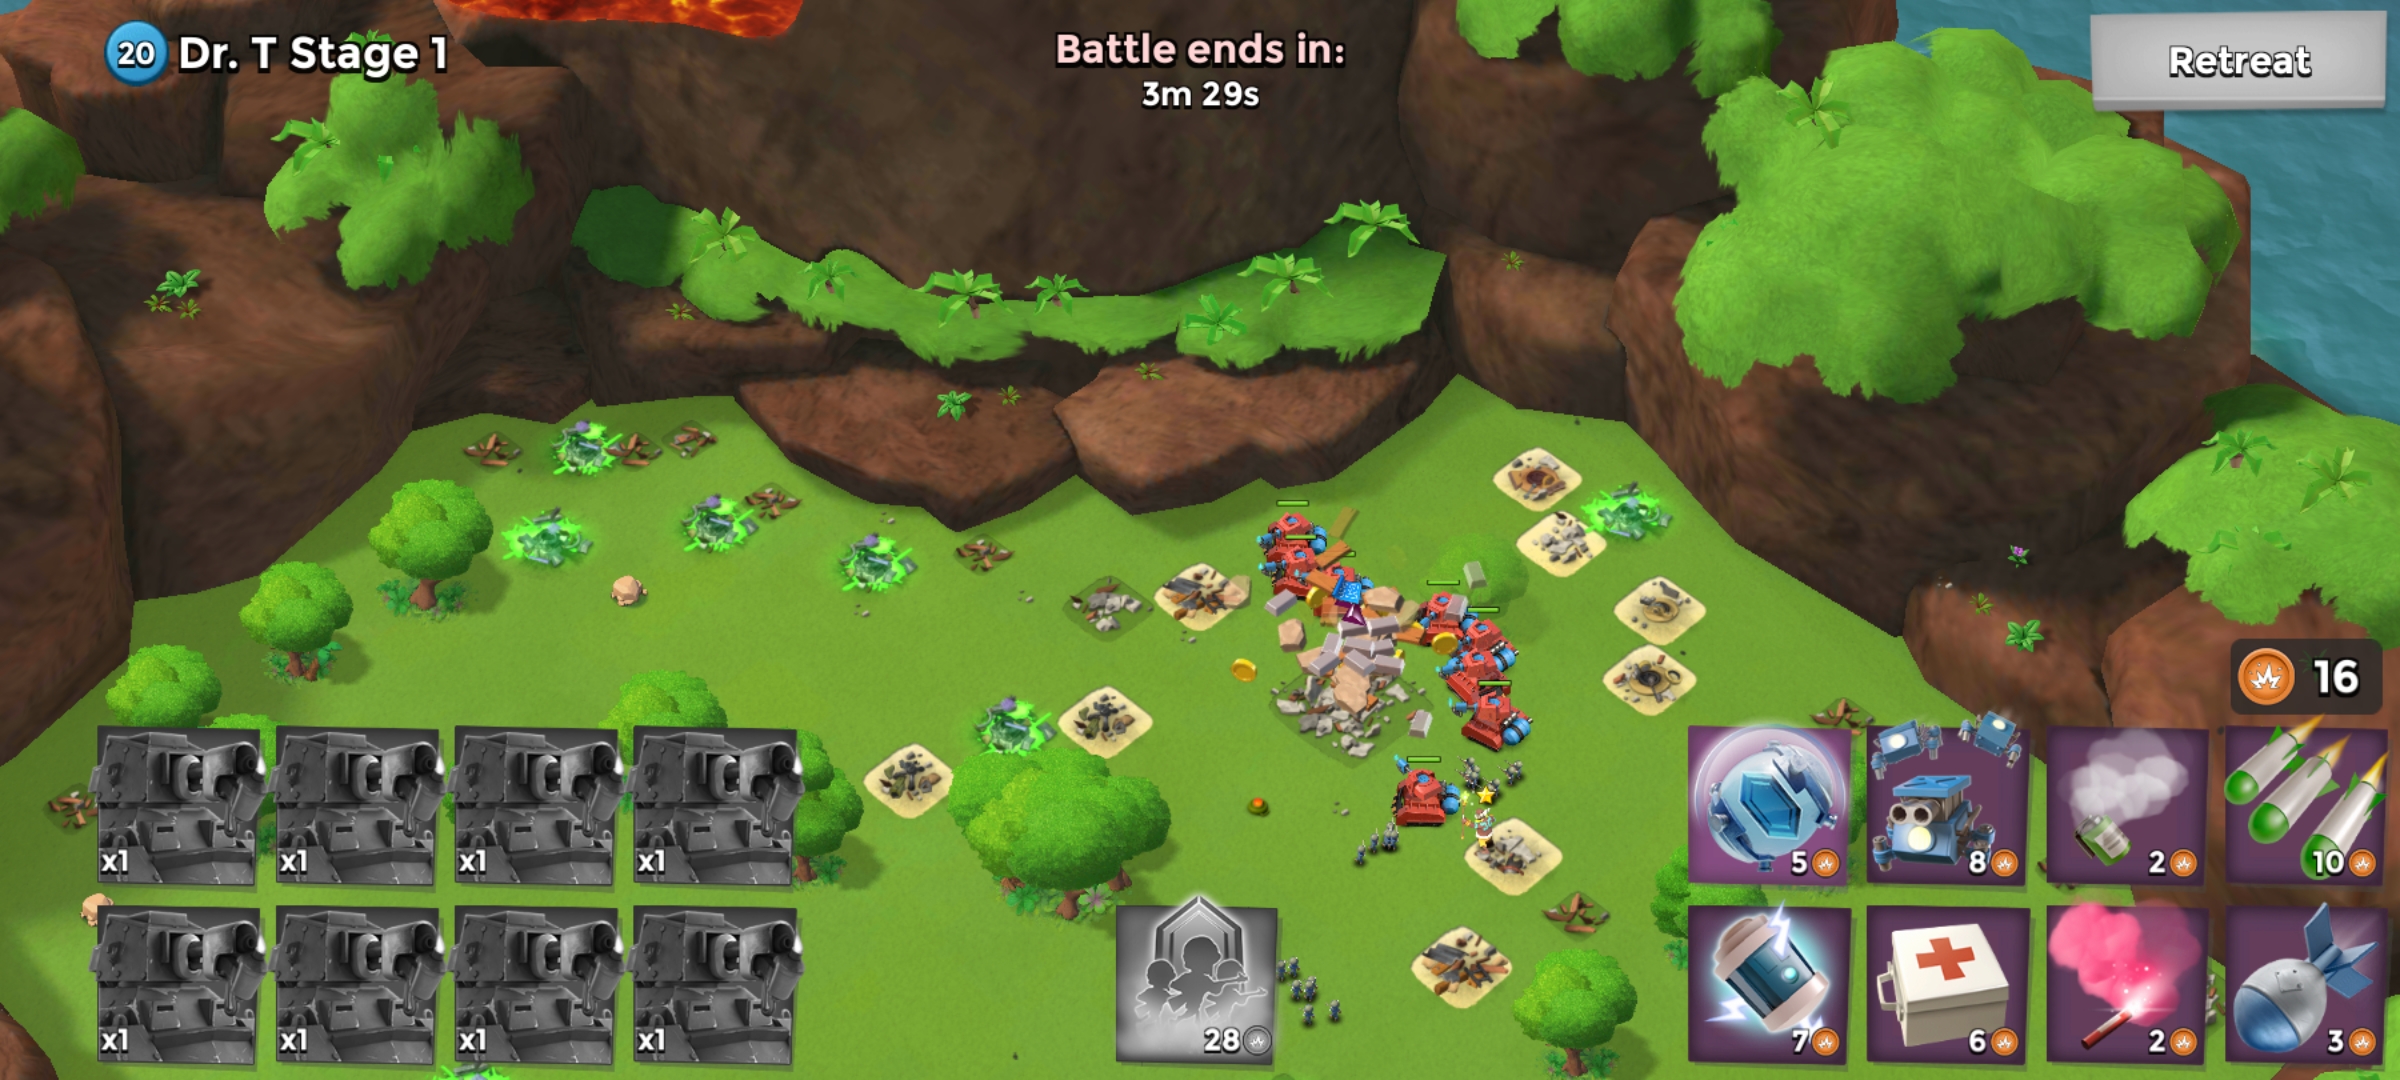 20 Dr. T Stage 1
Battle ends in:
3m 29s
Retreat
16
x1 x1 x1 x1
5 8 2 10
x1 x1 x1 x1
28
7 6 2 3